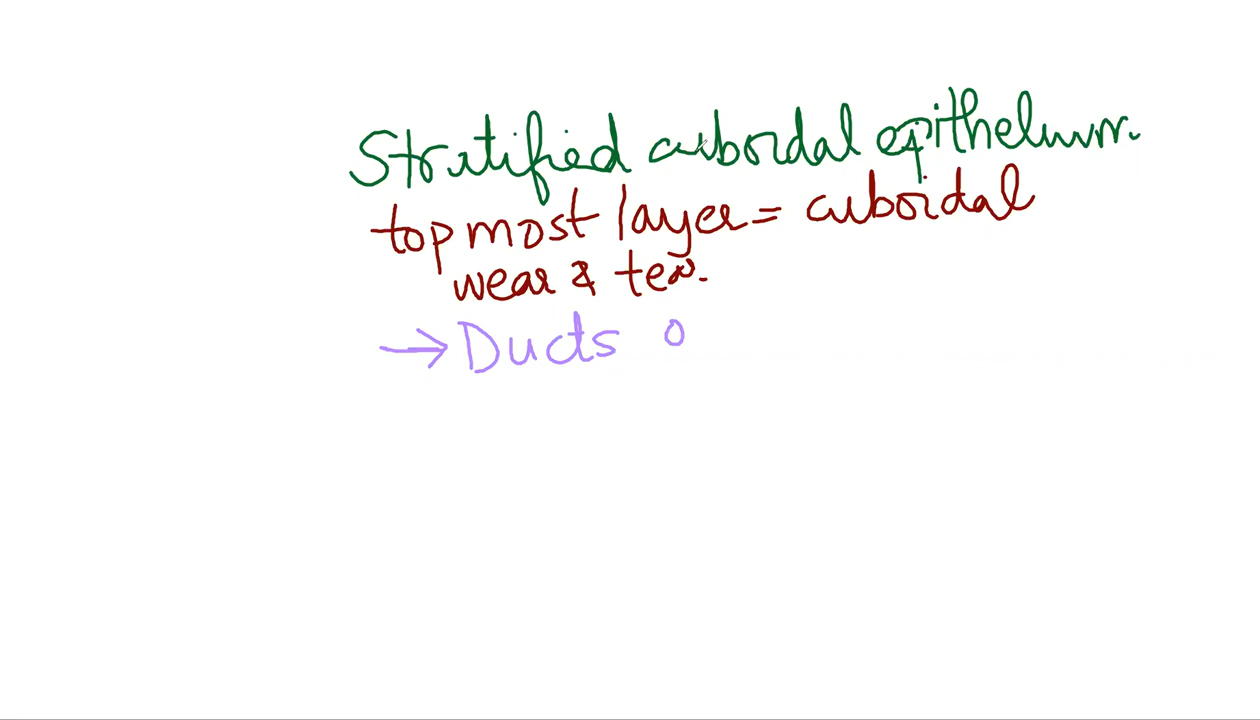 Stratified cuboidal epithelium.
top most layer = cuboidal
wear & tear.
→ Ducts o